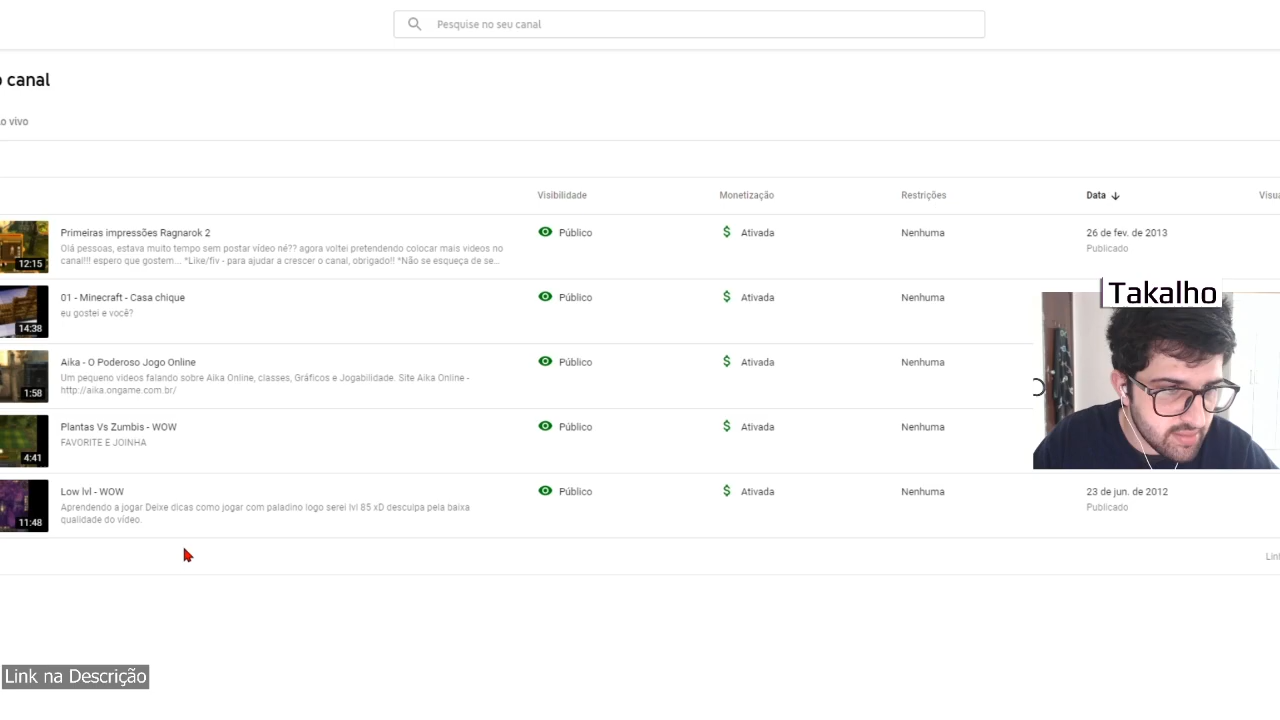 Pesquise no seu canal
o canal
o vivo
Visibilidade
Monetização
Restrições
Data
12:15
Primeiras impressões Ragnarok 2
Olá pessoas, estava muito tempo sem postar vídeo né?? agora voltei pretendendo colocar mais videos no
canal!!! espero que gostem... *Like/fiv - para ajudar a crescer o canal, obrigado!! *Não se esqueça de se...
Público
$ Ativada
Nenhuma
26 de fev. de 2013
Publicado
14:38
01 - Minecraft - Casa chique
eu gostei e você?
Público
$ Ativada
Nenhuma
Takalho
1:58
Aika - O Poderoso Jogo Online
Um pequeno videos falando sobre Aika Online, classes, Gráficos e Jogabilidade. Site Aika Online -
http://aika.ongame.com.br/
Público
$ Ativada
Nenhuma
4:41
Plantas Vs Zumbis - WOW
FAVORITE E JOINHA
Público
$ Ativada
Nenhuma
11:48
Low lvl - WOW
Aprendendo a jogar Deixe dicas como jogar com paladino logo serei lvl 85 xD desculpa pela baixa
qualidade do vídeo.
Público
$ Ativada
Nenhuma
23 de jun. de 2012
Publicado
Link na Descrição